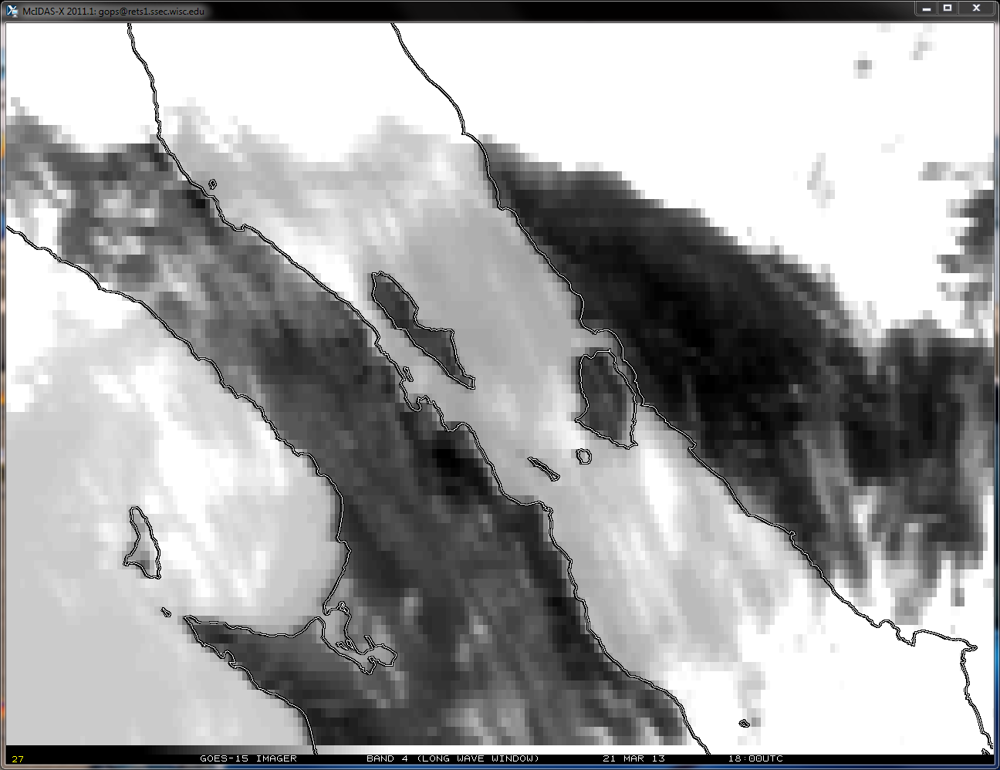 McIDAS-X 2011.1: gops@rets1.ssec.wisc.edu
27 GOES-15 IMAGER BAND 4 (LONG WAVE WINDOW) 21 MAR 13 18:00UTC